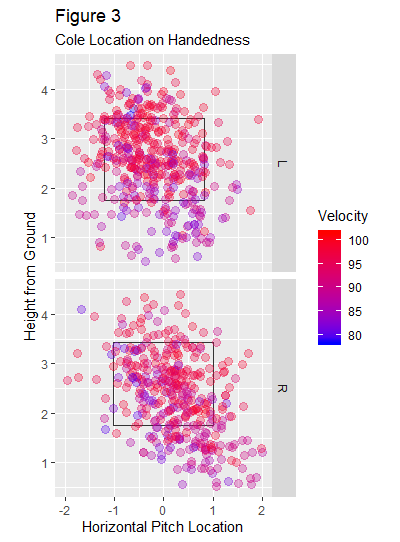 Figure 3
Cole Location on Handedness
Height from Ground
4
3
2
1
L
4
3
2
1
R
-2 -1 0 1 2
Horizontal Pitch Location
Velocity
100
95
90
85
80